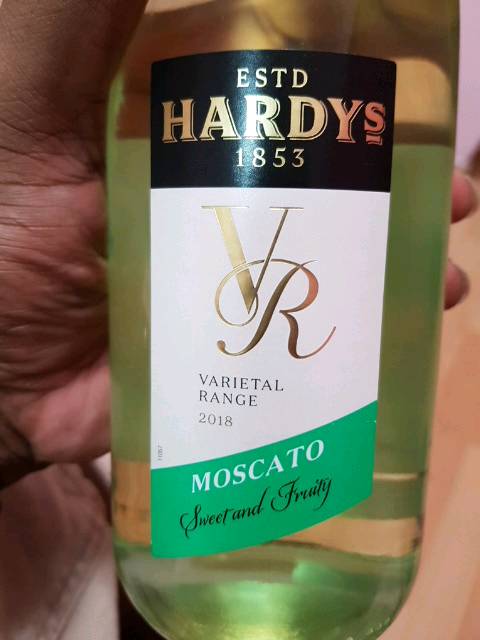 ESTD
HARDYS
1853
VR
VARIETAL
RANGE
2018
MOSCATO
Sweet and Fruity